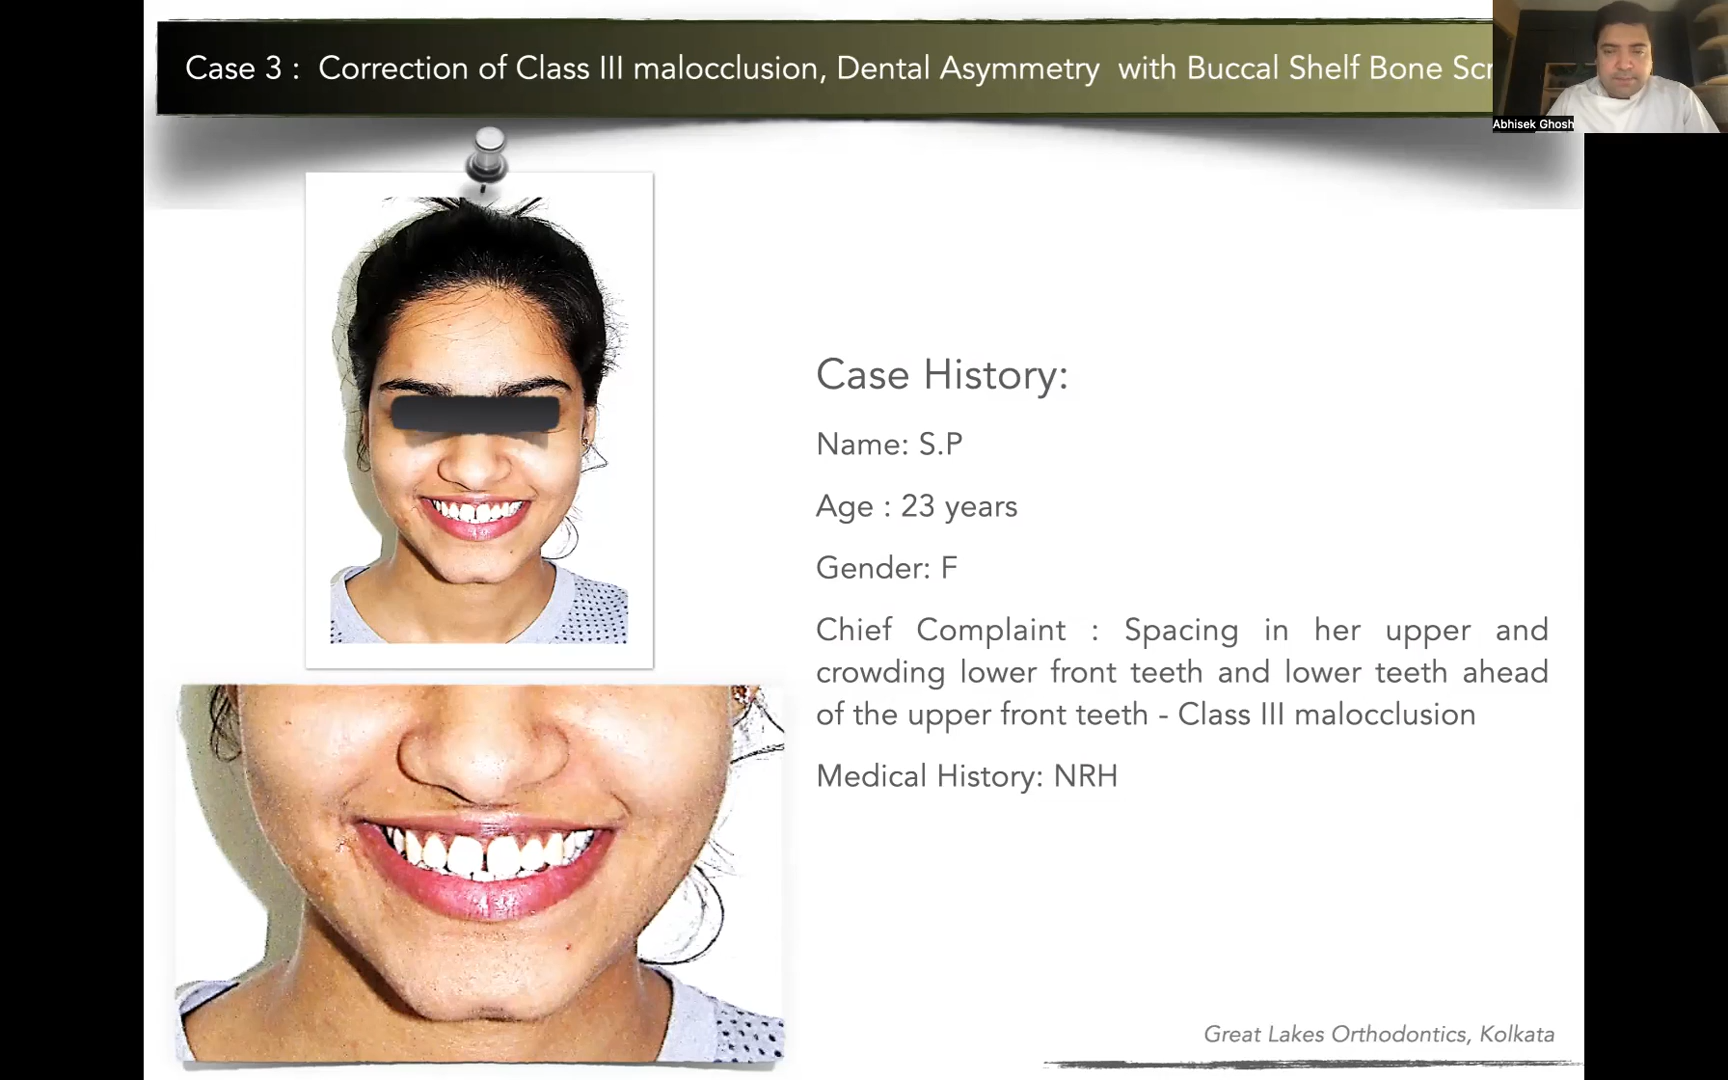 Case 3 : Correction of Class III malocclusion, Dental Asymmetry with Buccal Shelf Bone
Abhisek Ghosh
Case History:
Name: S.P
Age : 23 years
Gender: F
Chief Complaint : Spacing in her upper and
crowding lower front teeth and lower teeth ahead
of the upper front teeth - Class III malocclusion
Medical History: NRH
Great Lakes Orthodontics, Kolkata